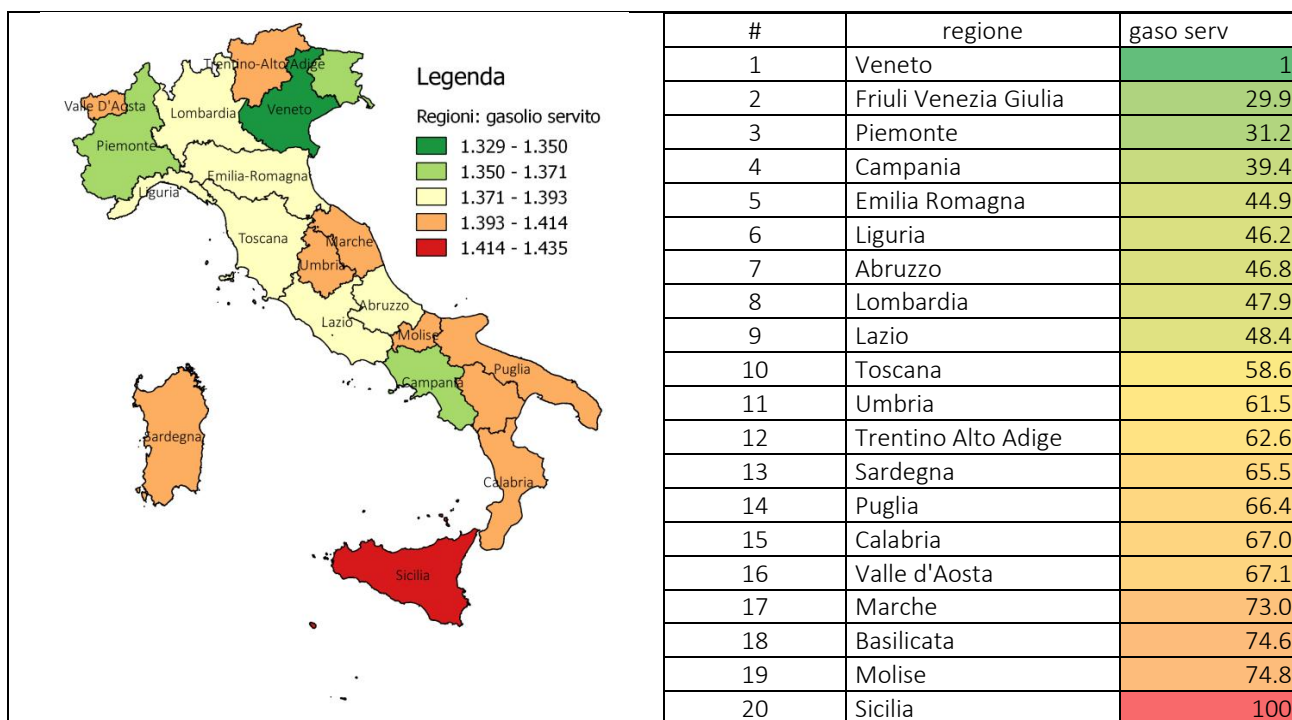 Trentino-Alto Adige
Valle D'Aosta
Lombardia
Veneto
Piemonte
Emilia-Romagna
Liguria
Toscana
Marche
Umbria
Abruzzo
Lazio
Molise
Puglia
Campania
Sardegna
Calabria
Sicilia
Legenda
Regioni: gasolio servito
1.329 - 1.350
1.350 - 1.371
1.371 - 1.393
1.393 - 1.414
1.414 - 1.435
# regione gaso serv
1 Veneto 1
2 Friuli Venezia Giulia 29.9
3 Piemonte 31.2
4 Campania 39.4
5 Emilia Romagna 44.9
6 Liguria 46.2
7 Abruzzo 46.8
8 Lombardia 47.9
9 Lazio 48.4
10 Toscana 58.6
11 Umbria 61.5
12 Trentino Alto Adige 62.6
13 Sardegna 65.5
14 Puglia 66.4
15 Calabria 67.0
16 Valle d'Aosta 67.1
17 Marche 73.0
18 Basilicata 74.6
19 Molise 74.8
20 Sicilia 100